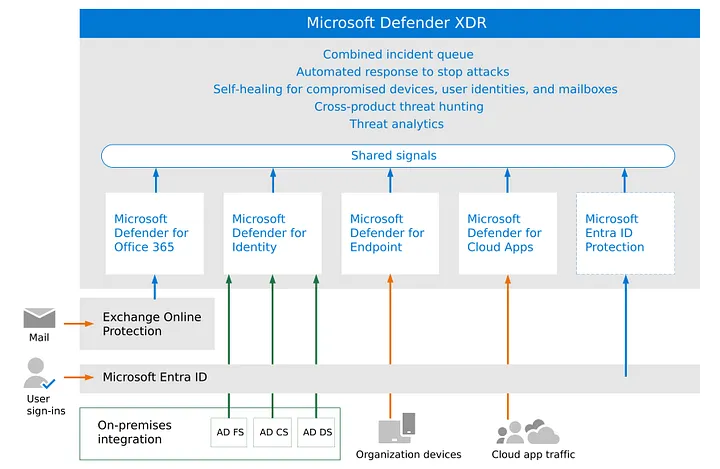 Microsoft Defender XDR
Combined incident queue
Automated response to stop attacks
Self-healing for compromised devices, user identities, and mailboxes
Cross-product threat hunting
Threat analytics
Shared signals
Microsoft
Defender for
Office 365
Microsoft
Defender for
Identity
Microsoft
Defender for
Endpoint
Microsoft
Defender for
Cloud Apps
Microsoft
Entra ID
Protection
Exchange Online
Protection
Mail
Microsoft Entra ID
User
sign-ins
On-premises
integration
AD FS
AD CS
AD DS
Organization devices
Cloud app traffic